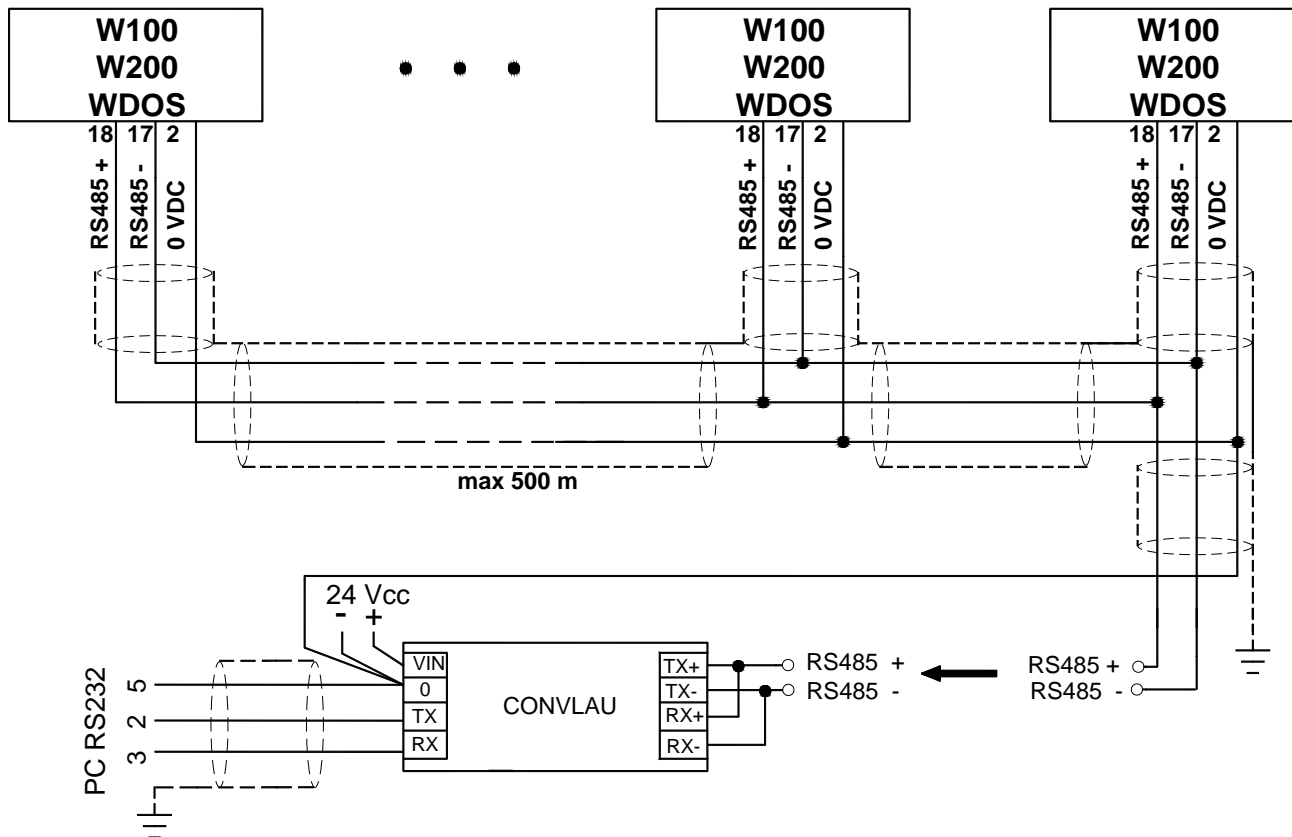 W100
W200
WDOS
18 17 2
RS485 +
RS485 -
0 VDC
W100
W200
WDOS
18 17 2
RS485 +
RS485 -
0 VDC
W100
W200
WDOS
18 17 2
RS485 +
RS485 -
0 VDC
max 500 m
24 Vcc
- +
PC RS232
5
2
3
VIN
0
TX
RX
CONVLAU
TX+
TX-
RX+
RX-
RS485 +
RS485 -
RS485 +
RS485 -